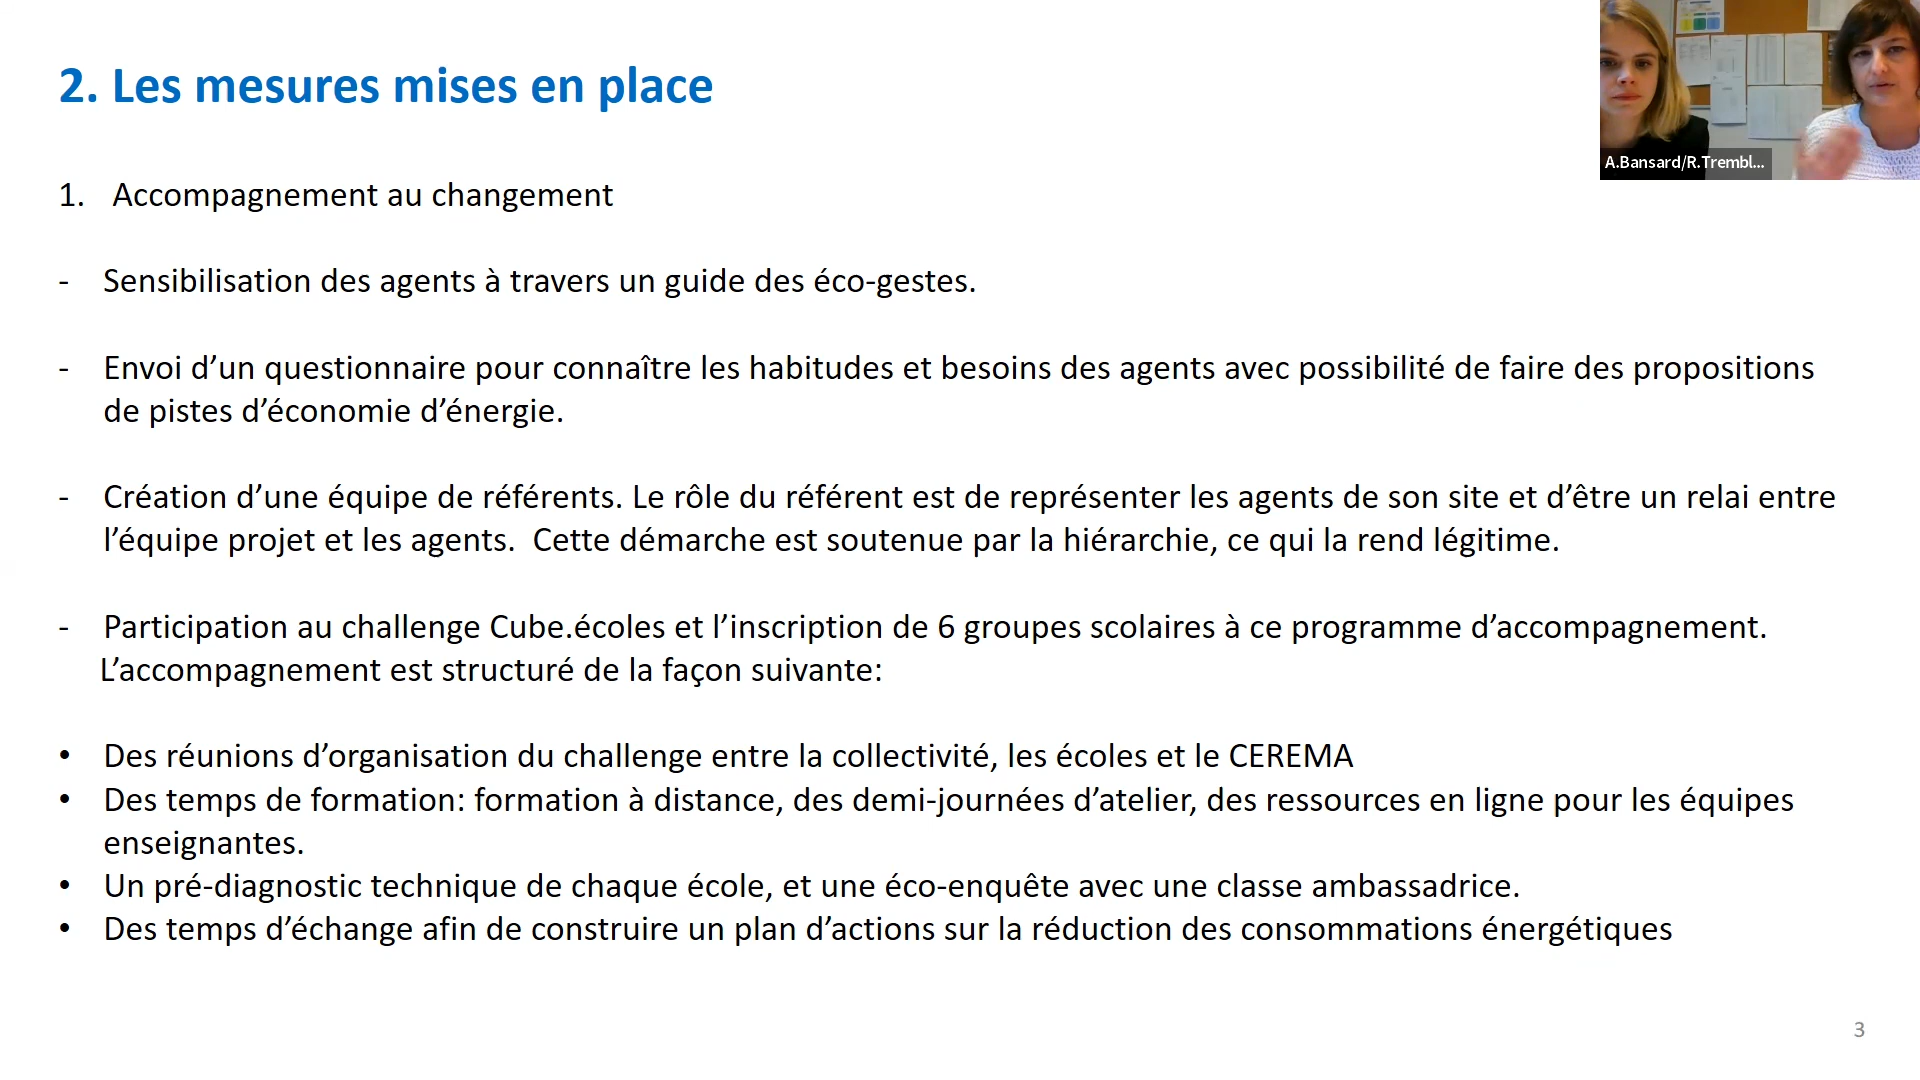 2. Les mesures mises en place
A.Bansard/R.Trembl...
1. Accompagnement au changement
- Sensibilisation des agents à travers un guide des éco-gestes.
- Envoi d’un questionnaire pour connaître les habitudes et besoins des agents avec possibilité de faire des propositions
de pistes d’économie d’énergie.
- Création d’une équipe de référents. Le rôle du référent est de représenter les agents de son site et d’être un relai entre
l’équipe projet et les agents.  Cette démarche est soutenue par la hiérarchie, ce qui la rend légitime.
- Participation au challenge Cube.écoles et l’inscription de 6 groupes scolaires à ce programme d’accompagnement.
L’accompagnement est structuré de la façon suivante:
• Des réunions d’organisation du challenge entre la collectivité, les écoles et le CEREMA
• Des temps de formation: formation à distance, des demi-journées d’atelier, des ressources en ligne pour les équipes
enseignantes.
• Un pré-diagnostic technique de chaque école, et une éco-enquête avec une classe ambassadrice.
• Des temps d’échange afin de construire un plan d’actions sur la réduction des consommations énergétiques
3